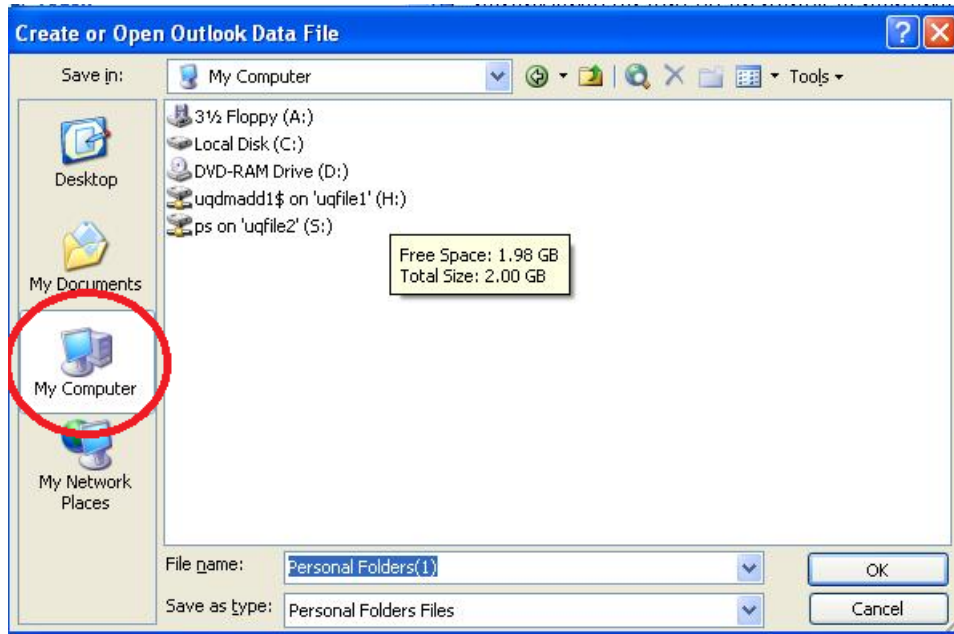 Create or Open Outlook Data File
Save in:
My Computer
Tools
3½ Floppy (A:)
Local Disk (C:)
DVD-RAM Drive (D:)
uqdmadd1$ on 'uqfile1' (H:)
ps on 'uqfile2' (S:)
Free Space: 1.98 GB
Total Size: 2.00 GB
Desktop
My Documents
My Computer
My Network
Places
File name:
Personal Folders(1)
OK
Save as type:
Personal Folders Files
Cancel